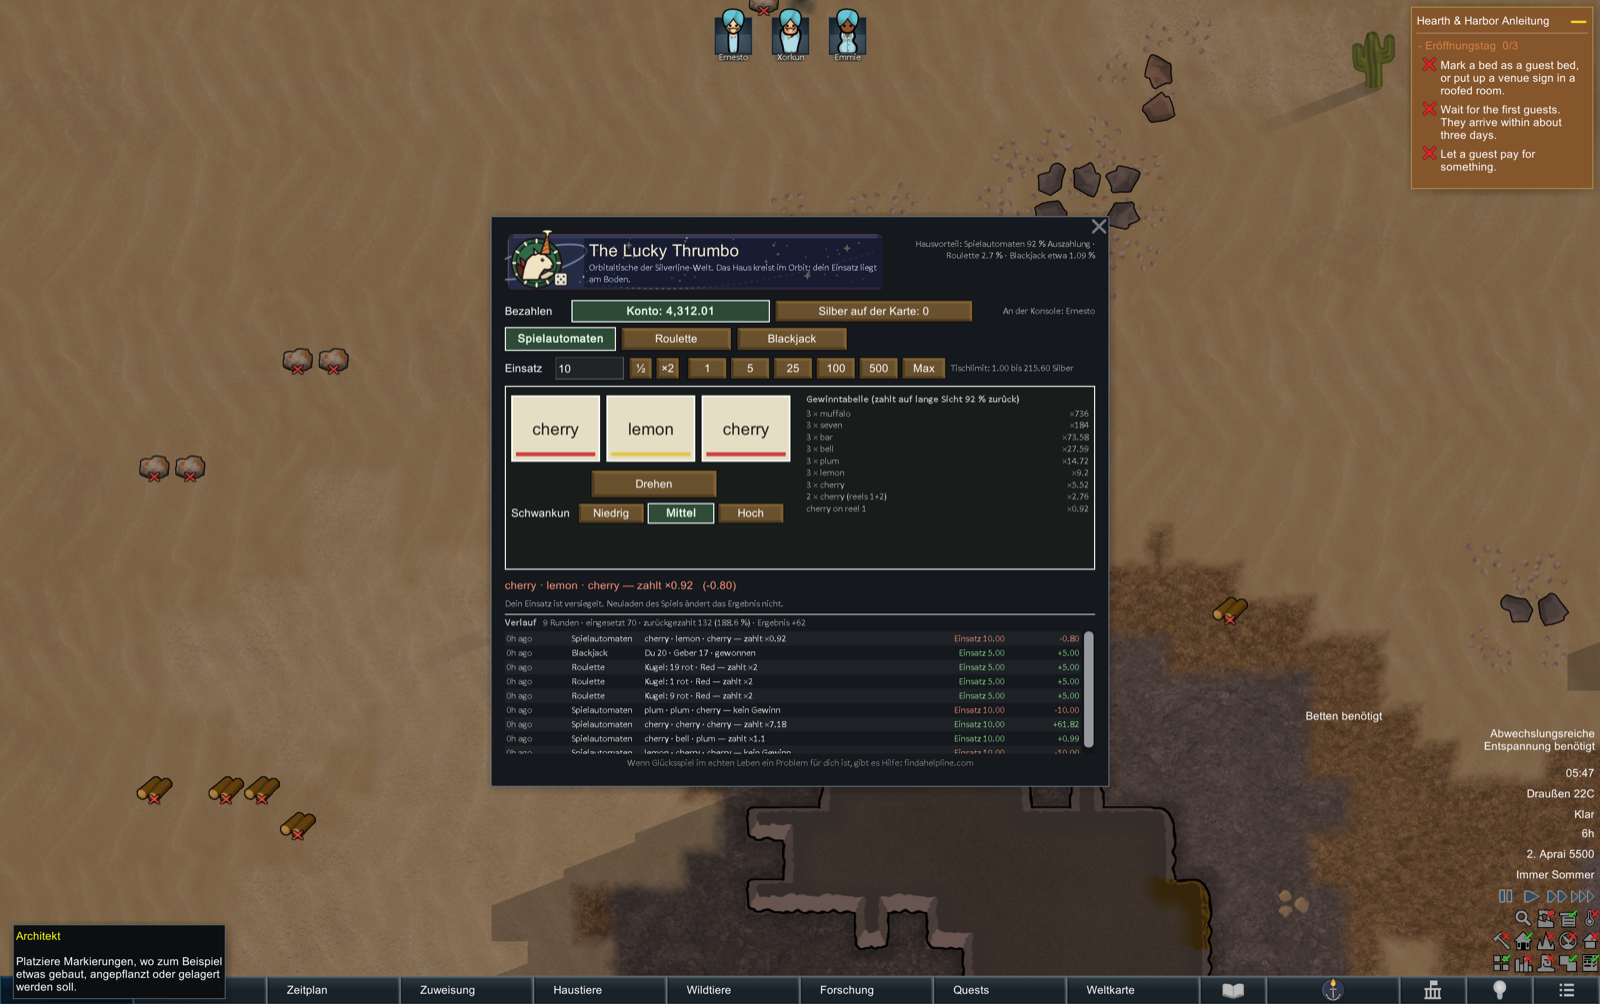 Ernesto
Xorkun
Emmie
Hearth & Harbor Anleitung
- Eröffnungstag 0/3
Mark a bed as a guest bed,
or put up a venue sign in a
roofed room.
Wait for the first guests.
They arrive within about
three days.
Let a guest pay for
something.
The Lucky Thrumbo
Orbitaltische der Silverline-Welt. Das Haus kreist im Orbit; dein Einsatz liegt
am Boden.
Hausvorteil: Spielautomaten 92 % Auszahlung ·
Roulette 2.7 % · Blackjack etwa 1.09 %
Bezahlen
Konto: 4,312.01
Silber auf der Karte: 0
An der Konsole: Ernesto
Spielautomaten
Roulette
Blackjack
Einsatz
10
½
×2
1
5
25
100
500
Max
Tischlimit: 1.00 bis 215.60 Silber
cherry
lemon
cherry
Drehen
Schwankun
Niedrig
Mittel
Hoch
Gewinntabelle (zahlt auf lange Sicht 92 % zurück)
3 × muffalo ×736
3 × seven ×184
3 × bar ×73.58
3 × bell ×27.59
3 × plum ×14.72
3 × lemon ×9.2
3 × cherry ×5.52
2 × cherry (reels 1+2) ×2.76
cherry on reel 1 ×0.92
cherry · lemon · cherry — zahlt ×0.92 (-0.80)
Dein Einsatz ist versiegelt. Neuladen des Spiels ändert das Ergebnis nicht.
Verlauf 9 Runden · eingesetzt 70 · zurückgezahlt 132 (188.6 %) · Ergebnis +62
0h ago Spielautomaten cherry · lemon · cherry — zahlt ×0.92 Einsatz 10.00 -0.80
0h ago Blackjack Du 20 · Geber 17 · gewonnen Einsatz 5.00 +5.00
0h ago Roulette Kugel: 19 rot · Red — zahlt ×2 Einsatz 5.00 +5.00
0h ago Roulette Kugel: 1 rot · Red — zahlt ×2 Einsatz 5.00 +5.00
0h ago Roulette Kugel: 9 rot · Red — zahlt ×2 Einsatz 5.00 +5.00
0h ago Spielautomaten plum · plum · cherry — kein Gewinn Einsatz 10.00 -10.00
0h ago Spielautomaten cherry · cherry · cherry — zahlt ×7.18 Einsatz 10.00 +61.82
0h ago Spielautomaten cherry · bell · plum — zahlt ×1.1 Einsatz 10.00 +0.99
0h ago Spielautomaten lemon · cherry · cherry — kein Gewinn Einsatz 10.00 -10.00
Wenn Glücksspiel im echten Leben ein Problem für dich ist, gibt es Hilfe: findahelpline.com
Betten benötigt
Abwechslungsreiche
Entspannung benötigt
05:47
Draußen 22C
Klar
6h
2. Aprai 5500
Immer Sommer
Architekt
Platziere Markierungen, wo zum Beispiel
etwas gebaut, angepflanzt oder gelagert
werden soll.
Zeitplan
Zuweisung
Haustiere
Wildtiere
Forschung
Quests
Weltkarte